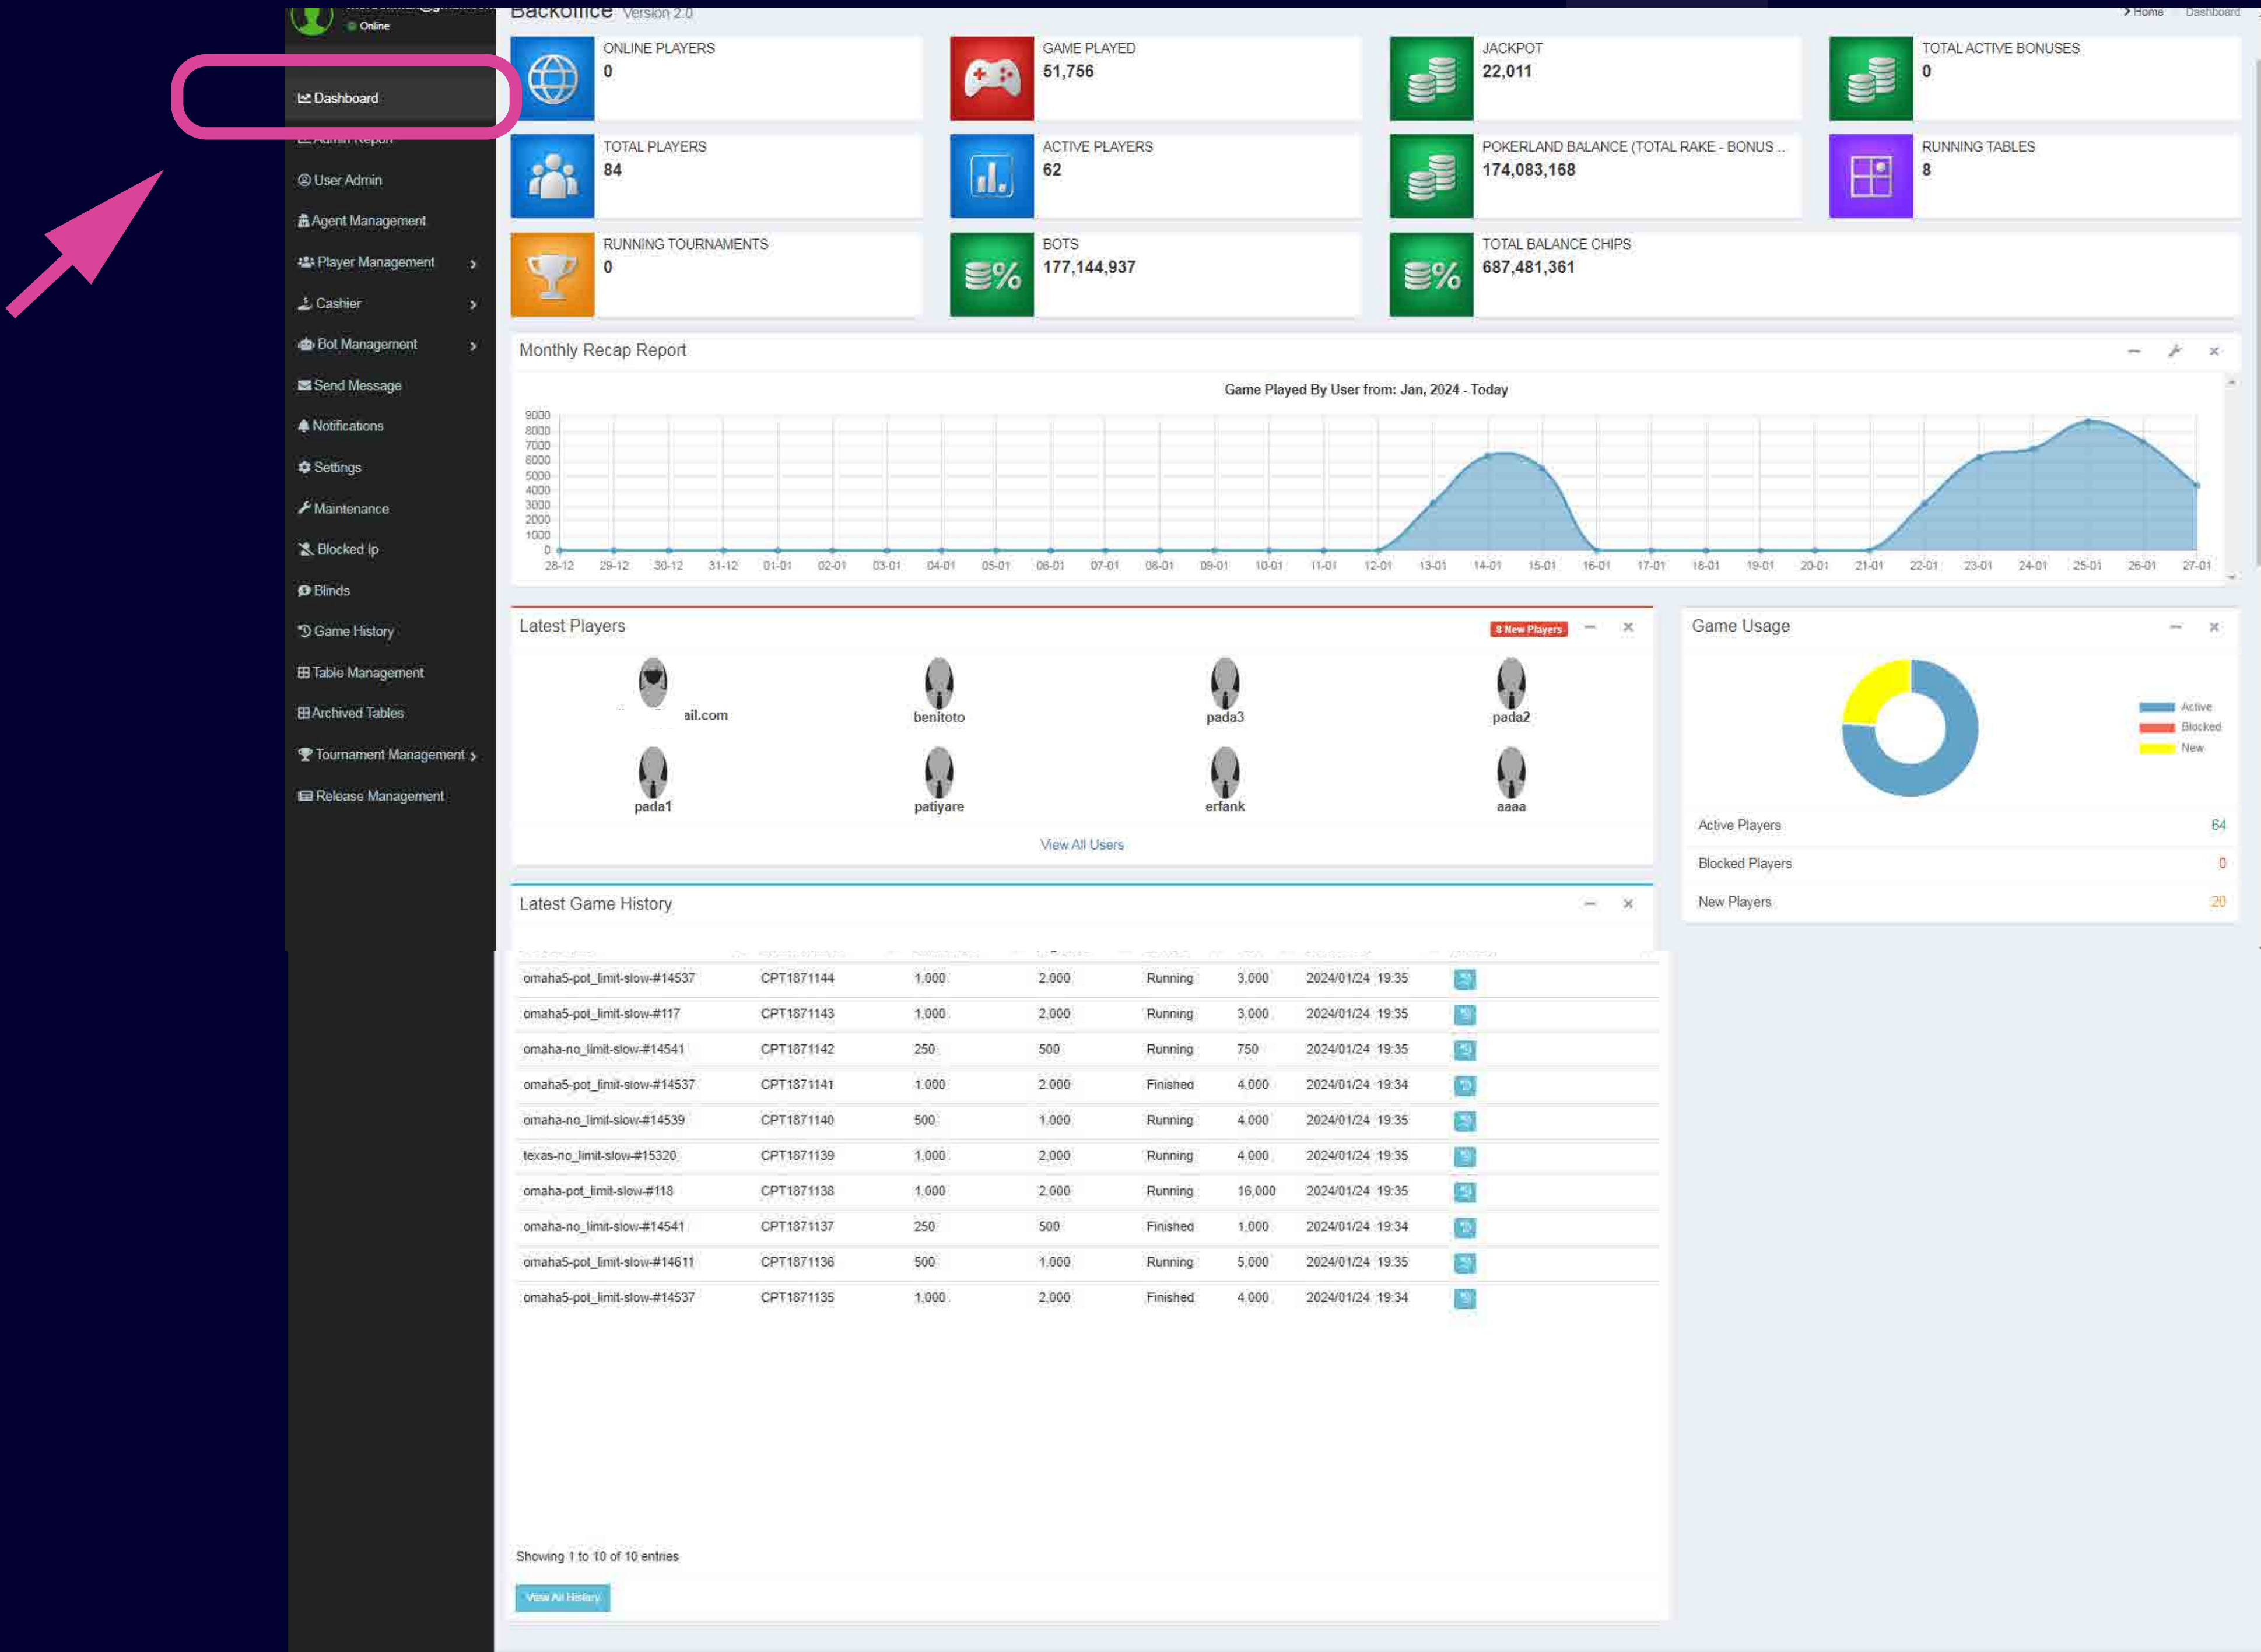 Online
Backoffice Version 2.0
Home Dashboard
Dashboard
Admin Report
User Admin
Agent Management
Player Management
Cashier
Bot Management
Send Message
Notifications
Settings
Maintenance
Blocked Ip
Blinds
Game History
Table Management
Archived Tables
Tournament Management
Release Management
ONLINE PLAYERS
0
GAME PLAYED
51,756
JACKPOT
22,011
TOTAL ACTIVE BONUSES
0
TOTAL PLAYERS
84
ACTIVE PLAYERS
62
POKERLAND BALANCE (TOTAL RAKE - BONUS ..
174,083,168
RUNNING TABLES
8
RUNNING TOURNAMENTS
0
BOTS
177,144,937
TOTAL BALANCE CHIPS
687,481,361
Monthly Recap Report
Game Played By User from: Jan, 2024 - Today
9000
8000
7000
6000
5000
4000
3000
2000
1000
0
28-12 29-12 30-12 31-12 01-01 02-01 03-01 04-01 05-01 06-01 07-01 08-01 09-01 10-01 11-01 12-01 13-01 14-01 15-01 16-01 17-01 18-01 19-01 20-01 21-01 22-01 23-01 24-01 25-01 26-01 27-01
Latest Players
8 New Players
ail.com benitoto pada3 pada2
pada1 patiyare erfank aaaa
View All Users
Game Usage
Active
Blocked
New
Active Players 64
Blocked Players 0
New Players 20
Latest Game History
omaha5-pot_limit-slow-#14537 CPT1871144 1,000 2,000 Running 3,000 2024/01/24 19:35
omaha5-pot_limit-slow-#117 CPT1871143 1,000 2,000 Running 3,000 2024/01/24 19:35
omaha-no_limit-slow-#14541 CPT1871142 250 500 Running 750 2024/01/24 19:35
omaha5-pot_limit-slow-#14537 CPT1871141 1,000 2,000 Finished 4,000 2024/01/24 19:34
omaha-no_limit-slow-#14539 CPT1871140 500 1,000 Running 4,000 2024/01/24 19:35
texas-no_limit-slow-#15320 CPT1871139 1,000 2,000 Running 4,000 2024/01/24 19:35
omaha-pot_limit-slow-#118 CPT1871138 1,000 2,000 Running 16,000 2024/01/24 19:35
omaha-no_limit-slow-#14541 CPT1871137 250 500 Finished 1,000 2024/01/24 19:34
omaha5-pot_limit-slow-#14611 CPT1871136 500 1,000 Running 5,000 2024/01/24 19:35
omaha5-pot_limit-slow-#14537 CPT1871135 1,000 2,000 Finished 4,000 2024/01/24 19:34
Showing 1 to 10 of 10 entries
View All History